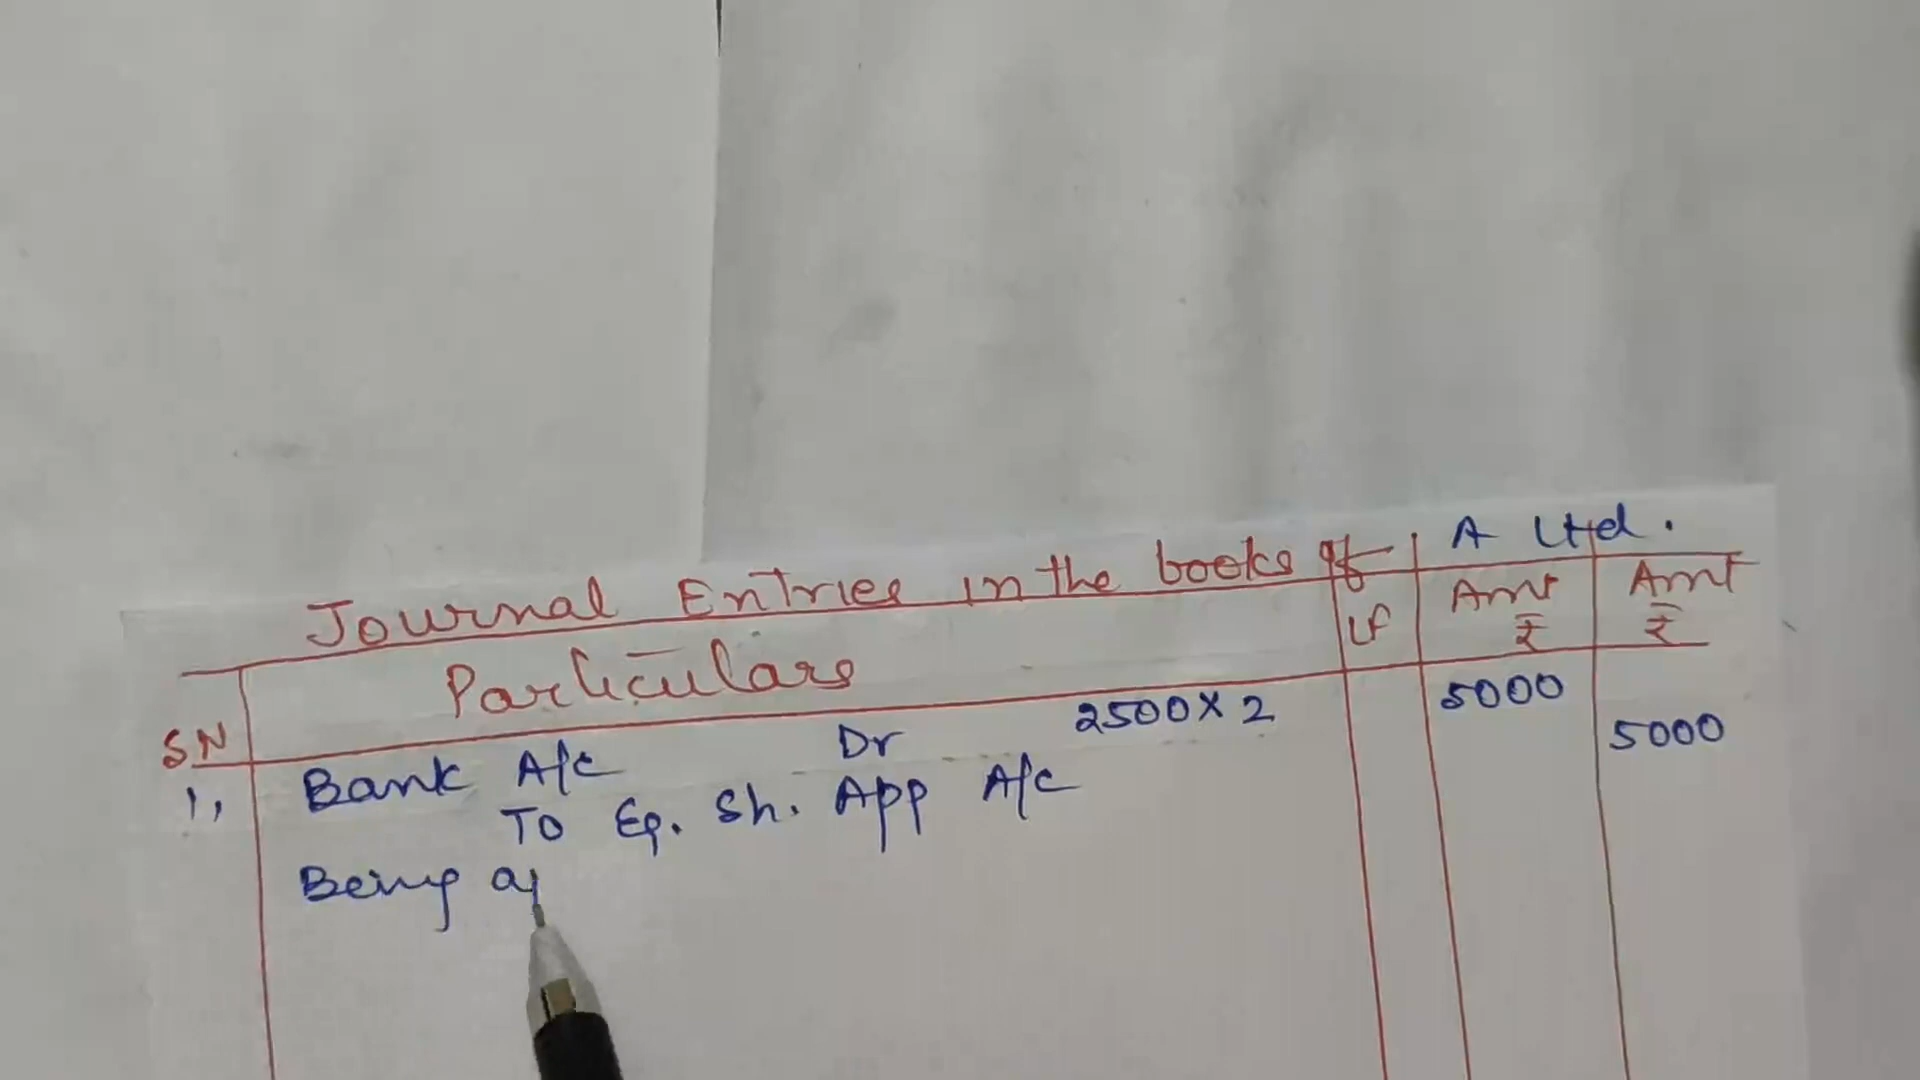 Journal Entries in the books of A Ltd.
SN Particulars LF Amt ₹ Amt ₹
1, Bank A/c Dr 2500 x 2 5000
To Eq. Sh. App A/c 5000
Being ap